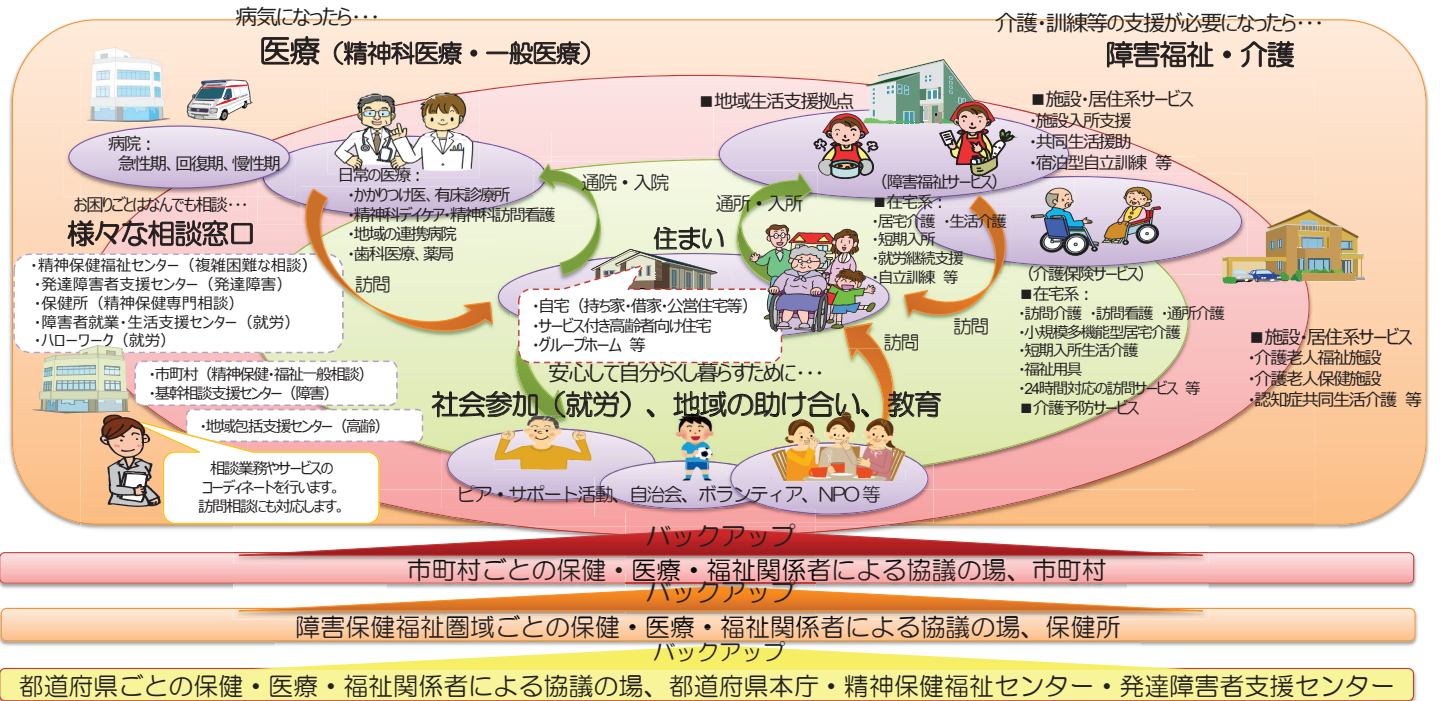 病気になったら・・・
医療(精神科医療・一般医療)
病院:
急性期、回復期、慢性期
日常の医療:
・かかりつけ医、有床診療所
・精神科デイケア・精神科訪問看護
・地域の連携病院
・歯科医療、薬局
通院・入院
訪問
介護・訓練等の支援が必要になったら・・・
障害福祉・介護
■地域生活支援拠点
■施設・居住系サービス
・施設入所支援
・共同生活援助
・宿泊型自立訓練 等
(障害福祉サービス)
■在宅系:
・居宅介護 ・生活介護
・短期入所
・就労継続支援
・自立訓練 等
通所・入所
訪問
(介護保険サービス)
■在宅系:
・訪問介護 ・訪問看護 ・通所介護
・小規模多機能型居宅介護
・短期入所生活介護
・福祉用具
・24時間対応の訪問サービス 等
■介護予防サービス
■施設・居住系サービス
・介護老人福祉施設
・介護老人保健施設
・認知症共同生活介護 等
お困りごとはなんでも相談・・・
様々な相談窓口
・精神保健福祉センター(複雑困難な相談)
・発達障害者支援センター(発達障害)
・保健所(精神保健専門相談)
・障害者就業・生活支援センター(就労)
・ハローワーク(就労)
・市町村(精神保健・福祉一般相談)
・基幹相談支援センター(障害)
・地域包括支援センター(高齢)
相談業務やサービスの
コーディネートを行います。
訪問相談にも対応します。
住まい
・自宅(持ち家・借家・公営住宅等)
・サービス付き高齢者向け住宅
・グループホーム 等
訪問
安心して自分らしく暮らすために・・・
社会参加(就労)、地域の助け合い、教育
ピア・サポート活動、自治会、ボランティア、NPO 等
バックアップ
市町村ごとの保健・医療・福祉関係者による協議の場、市町村
バックアップ
障害保健福祉圏域ごとの保健・医療・福祉関係者による協議の場、保健所
バックアップ
都道府県ごとの保健・医療・福祉関係者による協議の場、都道府県本庁・精神保健福祉センター・発達障害者支援センター